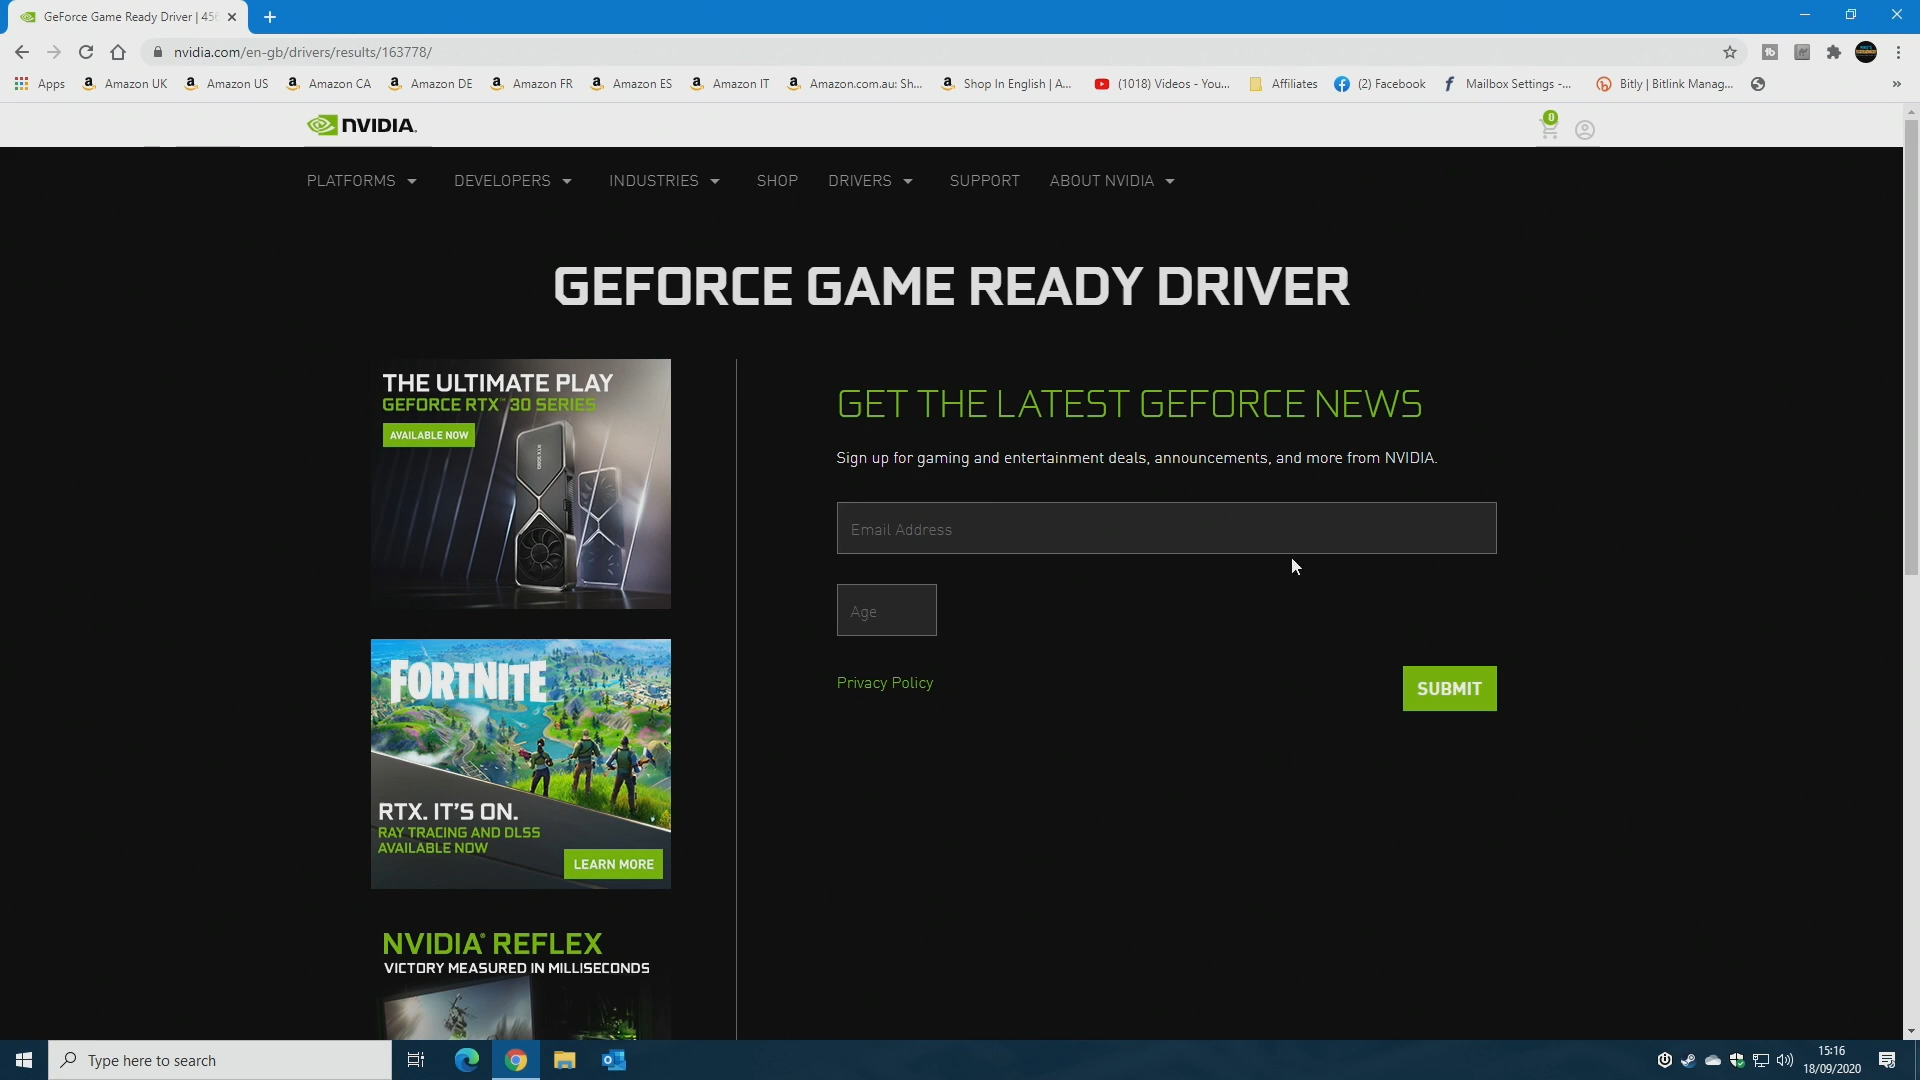 GeForce Game Ready Driver | 456
nvidia.com/en-gb/drivers/results/163778/
Apps
Amazon UK
Amazon US
Amazon CA
Amazon DE
Amazon FR
Amazon ES
Amazon IT
Amazon.com.au: Sh...
Shop In English | A...
(1018) Videos - You...
Affiliates
(2) Facebook
Mailbox Settings -...
Bitly | Bitlink Manag...
»
NVIDIA.
0
PLATFORMS
DEVELOPERS
INDUSTRIES
SHOP
DRIVERS
SUPPORT
ABOUT NVIDIA
GEFORCE GAME READY DRIVER
THE ULTIMATE PLAY
GEFORCE RTX™ 30 SERIES
AVAILABLE NOW
GET THE LATEST GEFORCE NEWS
Sign up for gaming and entertainment deals, announcements, and more from NVIDIA.
Email Address
Age
Privacy Policy
SUBMIT
FORTNITE
RTX. IT'S ON.
RAY TRACING AND DLSS
AVAILABLE NOW
LEARN MORE
NVIDIA® REFLEX
VICTORY MEASURED IN MILLISECONDS
Type here to search
15:16
18/09/2020